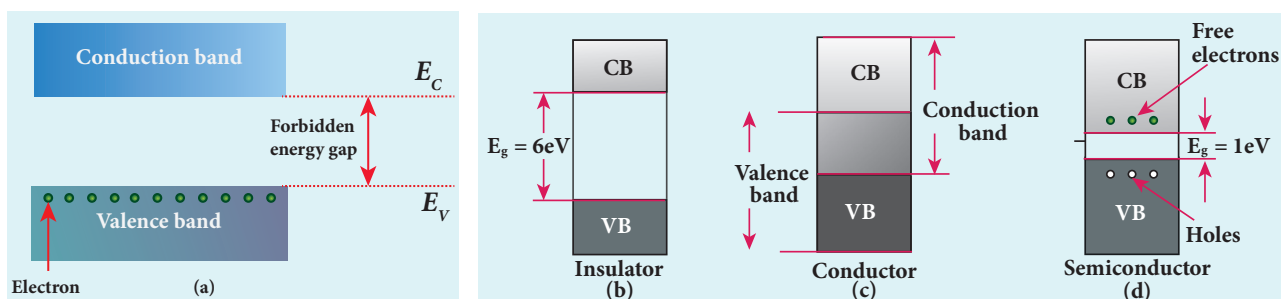 Conduction band
E_C
Forbidden
energy gap
E_V
Valence band
Electron
(a)
CB
E_g = 6eV
VB
Insulator
(b)
CB
Conduction
band
Valence
band
VB
Conductor
(c)
Free
electrons
CB
E_g = 1eV
VB
Holes
Semiconductor
(d)